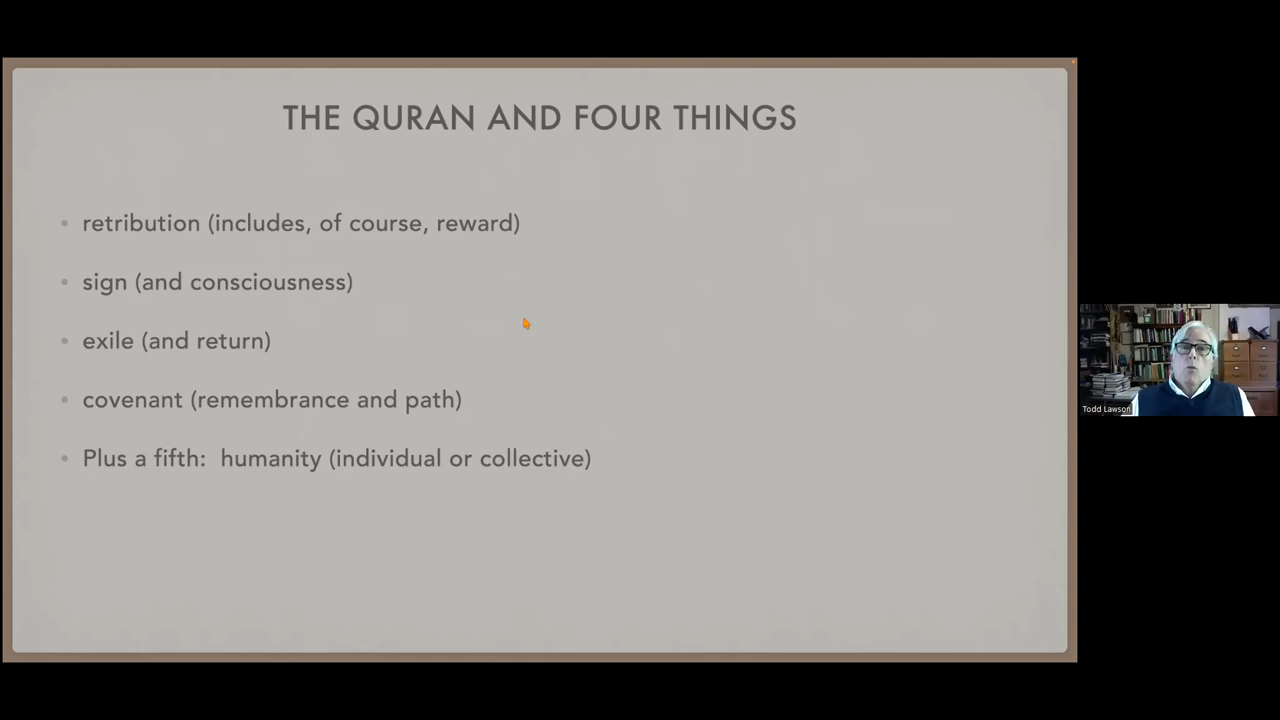 THE QURAN AND FOUR THINGS
retribution (includes, of course, reward)
sign (and consciousness)
exile (and return)
covenant (remembrance and path)
Plus a fifth: humanity (individual or collective)
Todd Lawson